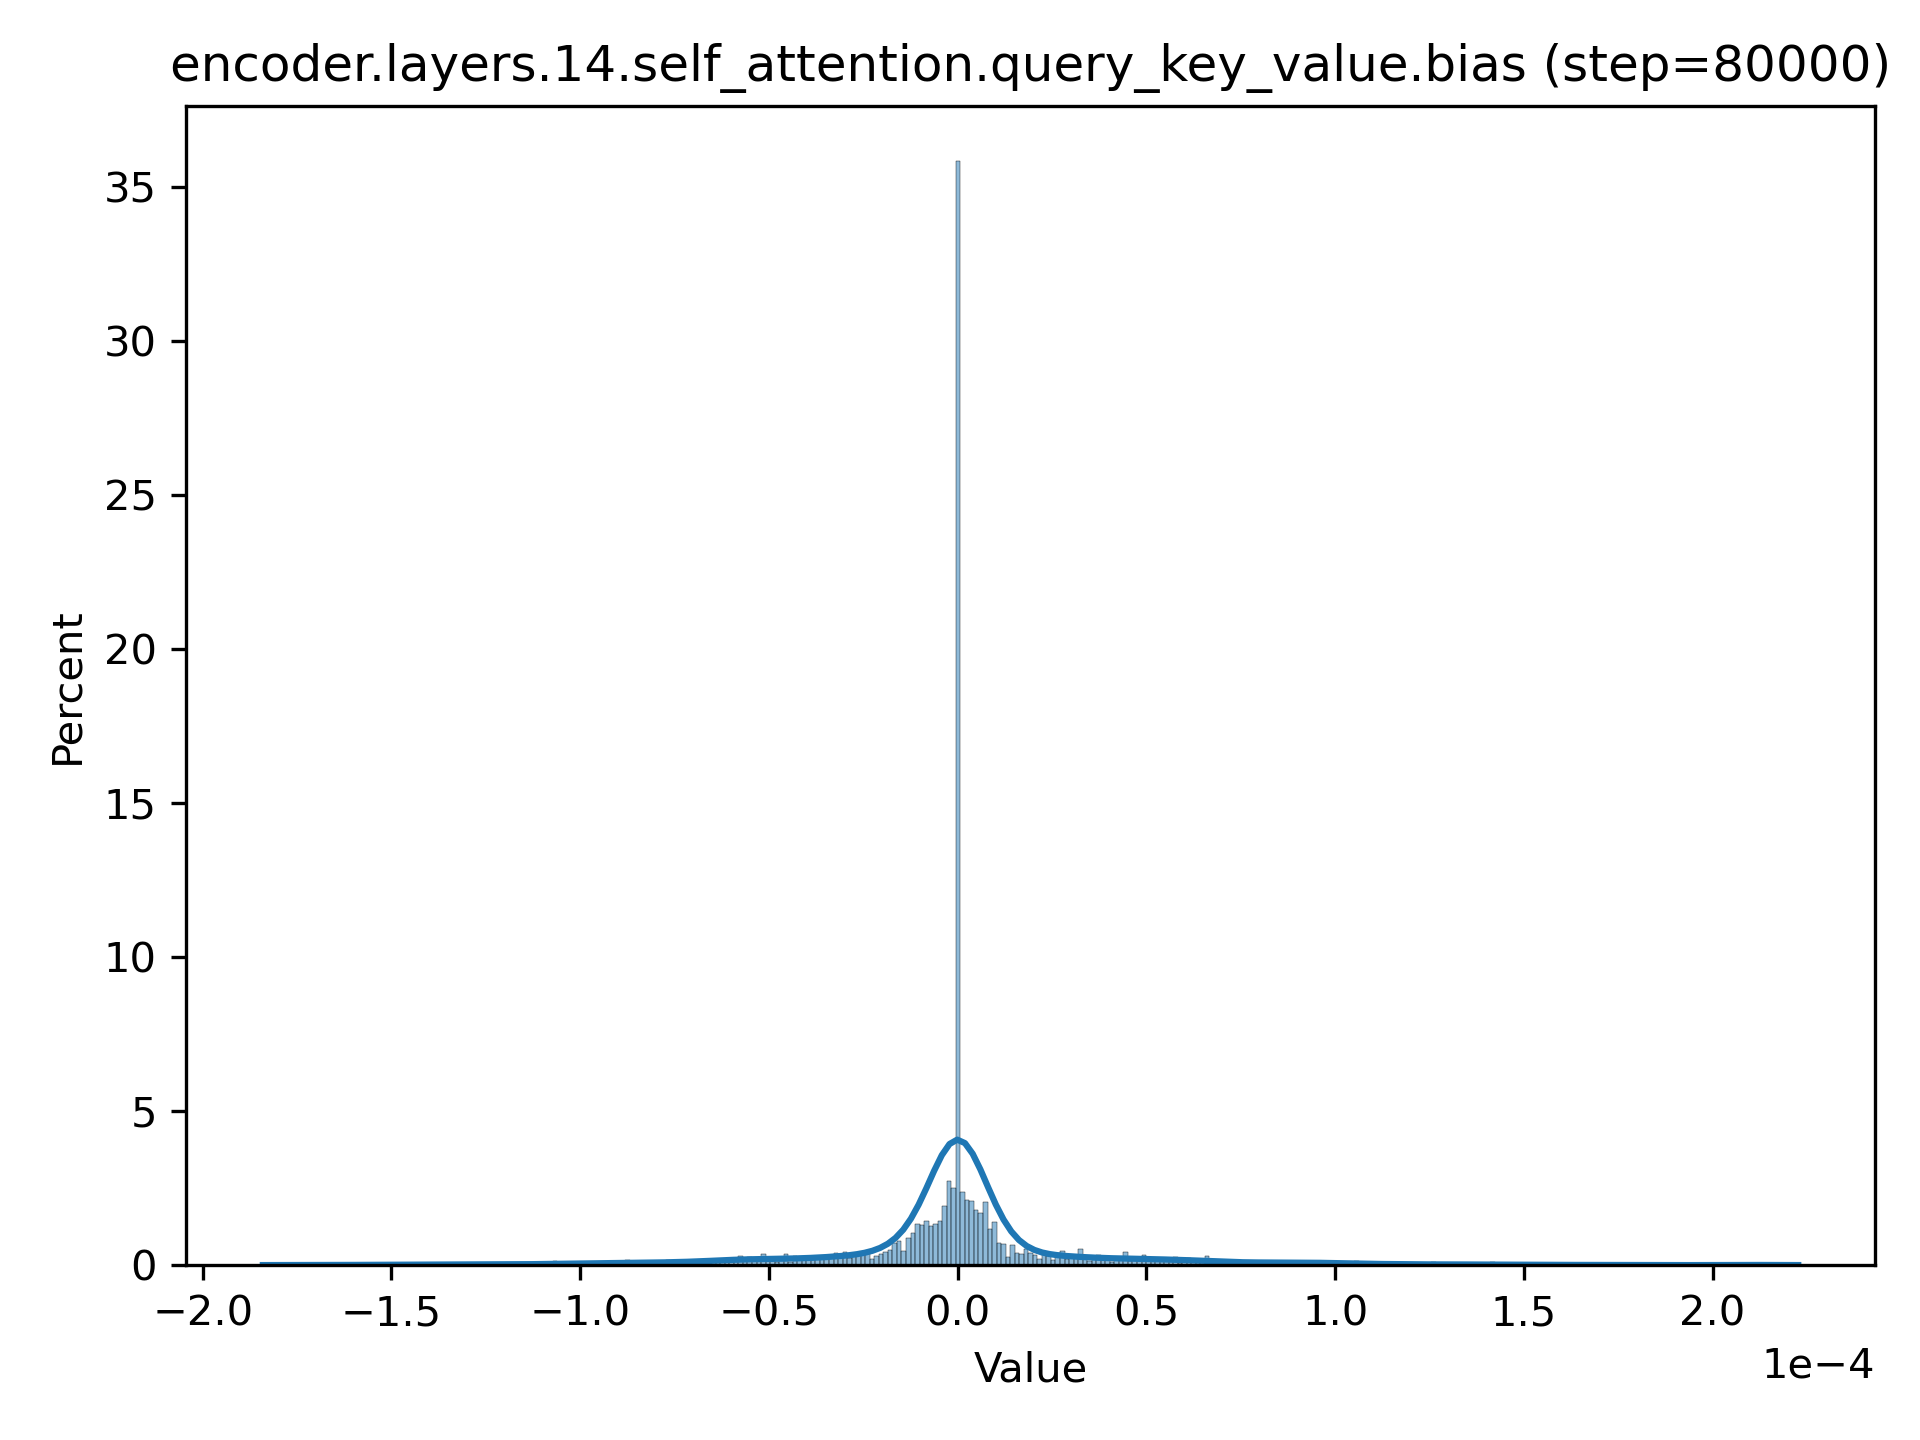 encoder.layers.14.self_attention.query_key_value.bias (step=80000)
35
30
25
20
15
10
5
0
Percent
−2.0 −1.5 −1.0 −0.5 0.0 0.5 1.0 1.5 2.0
1e−4
Value